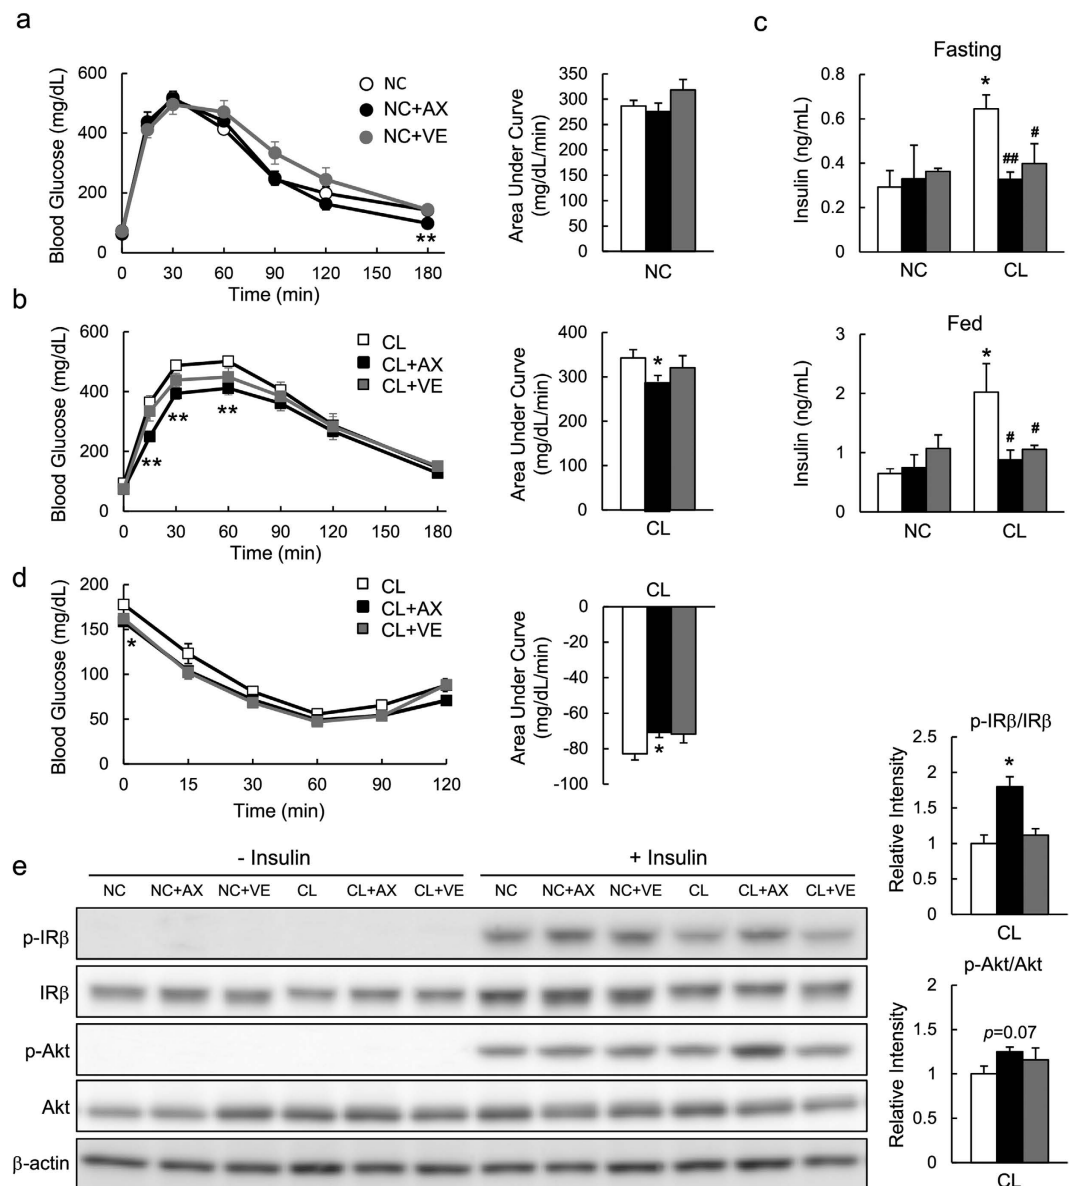 a
600
400
200
0
Blood Glucose (mg/dL)
NC
NC+AX
NC+VE
**
0 30 60 90 120 150 180
Time (min)
350
300
250
200
150
100
50
0
Area Under Curve
(mg/dL/min)
NC
c
Fasting
0.8
0.6
0.4
0.2
0
Insulin (ng/mL)
*
##
#
NC CL
b
600
400
200
0
Blood Glucose (mg/dL)
CL
CL+AX
CL+VE
**
**
**
0 30 60 90 120 150 180
Time (min)
400
300
200
100
0
Area Under Curve
(mg/dL/min)
*
CL
Fed
3
2
1
0
Insulin (ng/mL)
*
#
#
NC CL
d
200
150
100
50
0
Blood Glucose (mg/dL)
CL
CL+AX
CL+VE
*
0 15 30 60 90 120
Time (min)
CL
0
-20
-40
-60
-80
-100
Area Under Curve
(mg/dL/min)
*
p-IRβ/IRβ
2.5
2
1.5
1
0.5
0
Relative Intensity
*
CL
e
- Insulin + Insulin
NC NC+AX NC+VE CL CL+AX CL+VE NC NC+AX NC+VE CL CL+AX CL+VE
p-IRβ
IRβ
p-Akt
Akt
β-actin
p-Akt/Akt
2
1.5
1
0.5
0
Relative Intensity
p=0.07
CL